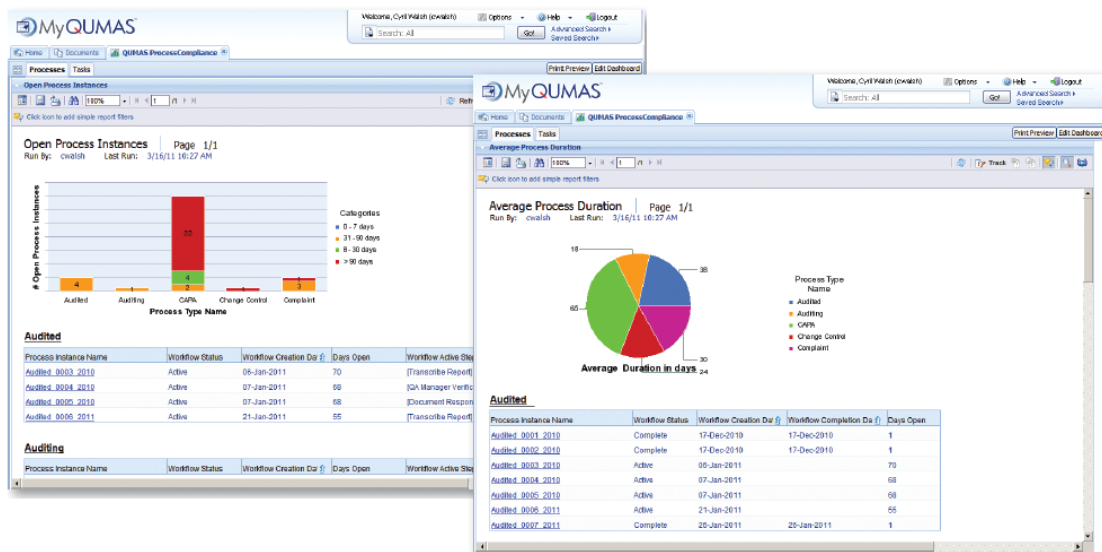 MyQUMAS
Welcome, Cyril Walsh (cwalsh) Options Help Logout
Search: All Go! Advanced Search
Saved Search
Home Documents QUMAS ProcessCompliance
Processes Tasks Print Preview Edit Dashboard
Open Process Instances
100% 1 /1
Click icon to add simple report filters
Open Process Instances Page 1/1
Run By: cwalsh Last Run: 3/16/11 10:27 AM
# Open Process Instances
4
1
2
4
1
1
3
Audited Auditing CAPA Change Control Complaint
Process Type Name
Categories
0 - 7 days
31 - 90 days
8 - 30 days
> 90 days
Audited
Process Instance Name Workflow Status Workflow Creation Dat Days Open Workflow Active Ste
Audited_0003_2010 Active 06-Jan-2011 70 [Transcribe Report]
Audited_0004_2010 Active 07-Jan-2011 68 [QA Manager Verific
Audited_0005_2010 Active 07-Jan-2011 68 [Document Respon
Audited_0006_2011 Active 21-Jan-2011 55 [Transcribe Report]
Auditing
Process Instance Name Workflow Status Workflow Creation Dat Days Open Workflow Active Ste
MyQUMAS
Welcome, Cyril Walsh (cwalsh) Options Help Logout
Search: All Go! Advanced Search
Saved Search
Home Documents QUMAS ProcessCompliance
Processes Tasks Print Preview Edit Dashboard
Average Process Duration
100% 1 /1 Track
Click icon to add simple report filters
Average Process Duration Page 1/1
Run By: cwalsh Last Run: 3/16/11 10:27 AM
18
38
65
30
24
Average Duration in days
Process Type
Name
Audited
Auditing
CAPA
Change Control
Complaint
Audited
Process Instance Name Workflow Status Workflow Creation Dat Workflow Completion Da Days Open
Audited_0001_2010 Complete 17-Dec-2010 17-Dec-2010 1
Audited_0002_2010 Complete 17-Dec-2010 17-Dec-2010 1
Audited_0003_2010 Active 06-Jan-2011 70
Audited_0004_2010 Active 07-Jan-2011 68
Audited_0005_2010 Active 07-Jan-2011 68
Audited_0006_2011 Active 21-Jan-2011 55
Audited_0007_2011 Complete 26-Jan-2011 26-Jan-2011 1